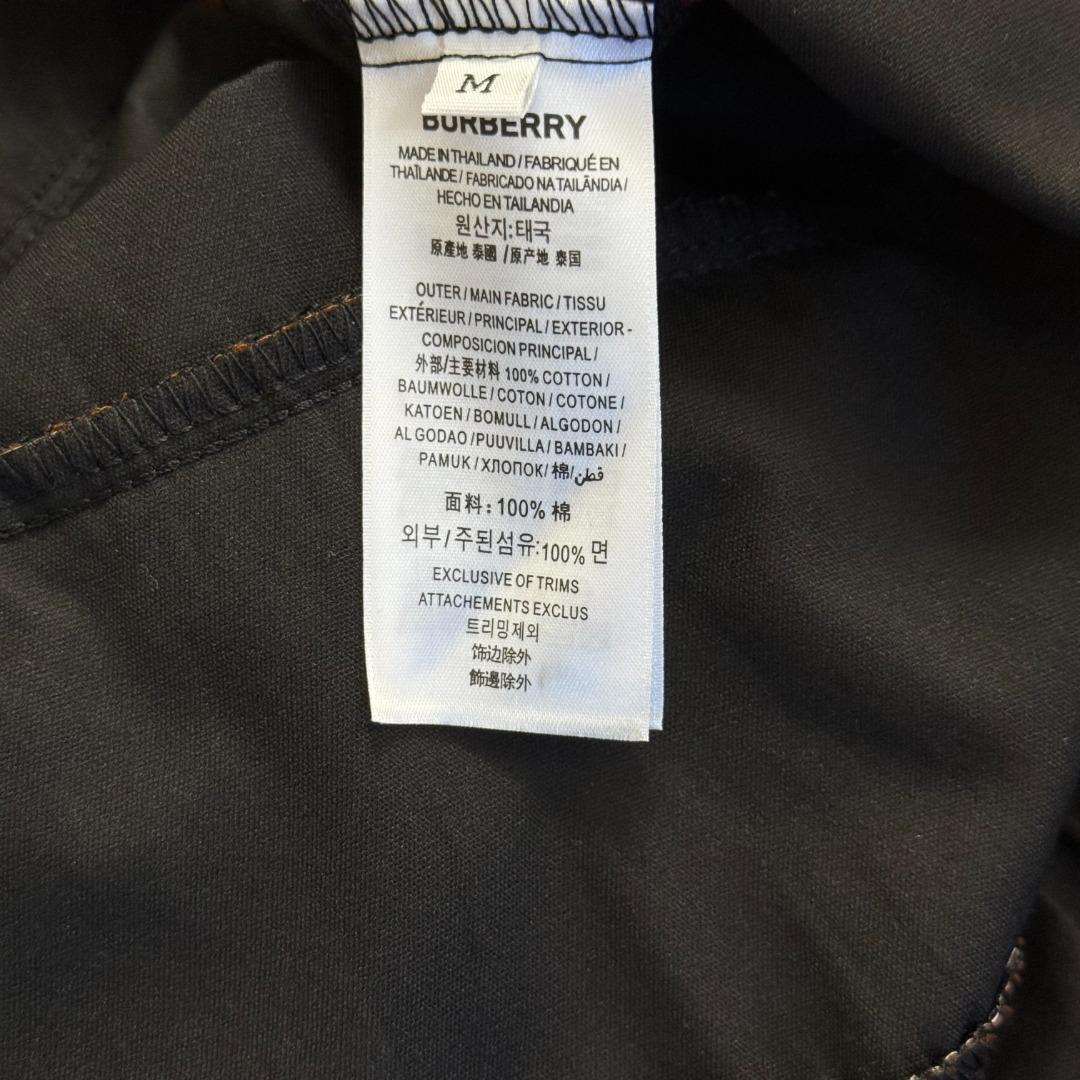 M
BURBERRY
MADE IN THAILAND / FABRIQUÉ EN
THAÏLANDE / FABRICADO NA TAILÂNDIA /
HECHO EN TAILANDIA
원산지:태국
原產地 泰國 / 原产地 泰国
OUTER / MAIN FABRIC / TISSU
EXTÉRIEUR / PRINCIPAL / EXTERIOR -
COMPOSICION PRINCIPAL /
外部/主要材料 100% COTTON /
BAUMWOLLE / COTON / COTONE /
KATOEN / BOMULL / ALGODON /
AL GODAO / PUUVILLA / BAMBAKI /
PAMUK / ХЛОПОК/ 棉/قطن
面料: 100% 棉
외부/주된섬유:100% 면
EXCLUSIVE OF TRIMS
ATTACHEMENTS EXCLUS
트리밍제외
饰边除外
飾邊除外